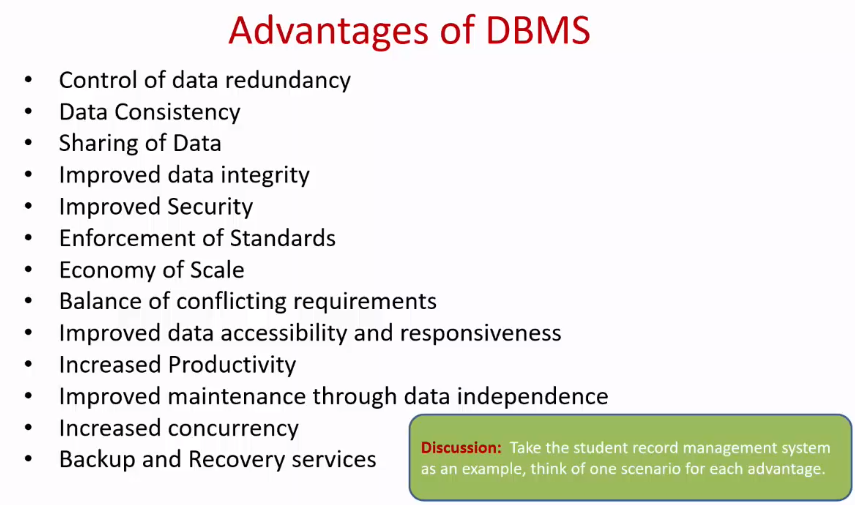 Advantages of DBMS
• Control of data redundancy
• Data Consistency
• Sharing of Data
• Improved data integrity
• Improved Security
• Enforcement of Standards
• Economy of Scale
• Balance of conflicting requirements
• Improved data accessibility and responsiveness
• Increased Productivity
• Improved maintenance through data independence
• Increased concurrency
• Backup and Recovery services
Discussion: Take the student record management system
as an example, think of one scenario for each advantage.